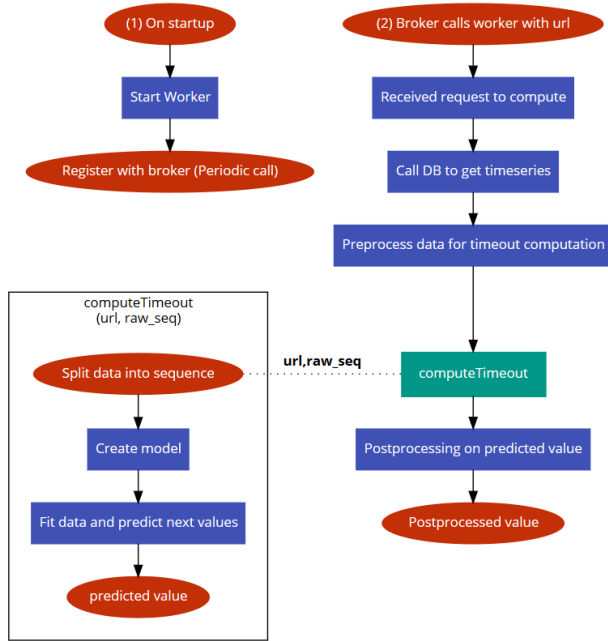 (1) On startup
Start Worker
Register with broker (Periodic call)
(2) Broker calls worker with url
Received request to compute
Call DB to get timeseries
Preprocess data for timeout computation
computeTimeout
(url, raw_seq)
Split data into sequence
Create model
Fit data and predict next values
predicted value
url,raw_seq
computeTimeout
Postprocessing on predicted value
Postprocessed value